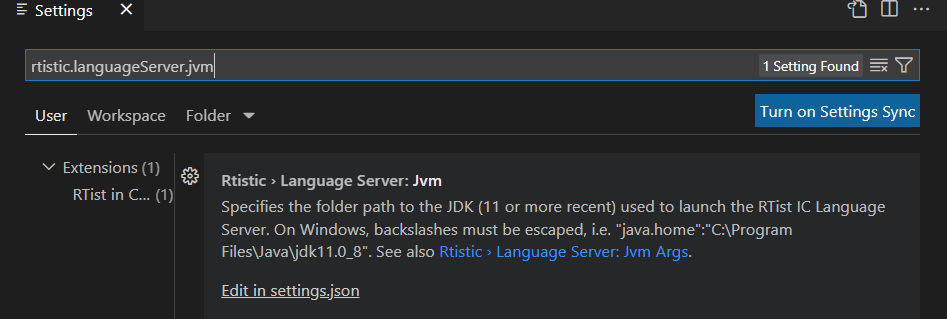 Settings
rtistic.languageServer.jvm
1 Setting Found
User Workspace Folder
Turn on Settings Sync
Extensions (1)
RTist in C... (1)
Rtistic › Language Server: Jvm
Specifies the folder path to the JDK (11 or more recent) used to launch the RTist IC Language
Server. On Windows, backslashes must be escaped, i.e. "java.home":"C:\Program
Files\Java\jdk11.0_8". See also Rtistic › Language Server: Jvm Args.
Edit in settings.json